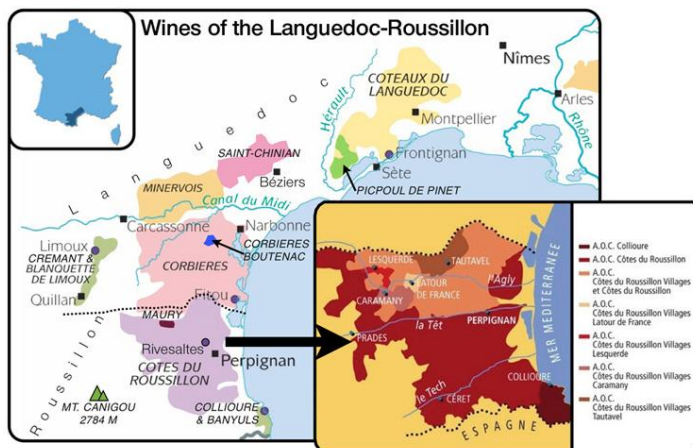 Wines of the Languedoc-Roussillon
Nîmes
COTEAUX DU
LANGUEDOC
Arles
Hérault
Rhône
Montpellier
Languedoc
SAINT-CHINIAN
Frontignan
Sète
Béziers
PICPOUL DE PINET
MINERVOIS
Canal du Midi
Carcassonne
Narbonne
Limoux
CREMANT &
BLANQUETTE
DE LIMOUX
CORBIERES
BOUTENAC
CORBIERES
Quillan
Fitou
MAURY
Rivesaltes
Perpignan
COTES DU
ROUSSILLON
Roussillon
MT. CANIGOU
2784 M
COLLIOURE
& BANYULS
LESQUERDE
TAUTAVEL
l'Agly
LATOUR
DE FRANCE
CARAMANY
PERPIGNAN
la Têt
PRADES
MER MEDITERRANEE
COLLIOURE
le Tech
CÉRET
ESPAGNE
A.O.C. Collioure
A.O.C. Côtes du Roussillon
A.O.C.
Côtes du Roussillon Villages
et Côtes du Roussillon
A.O.C.
Côtes du Roussillon Villages
Latour de France
A.O.C.
Côtes du Roussillon Villages
Lesquerde
A.O.C.
Côtes du Roussillon Villages
Caramany
A.O.C.
Côtes du Roussillon Villages
Tautavel